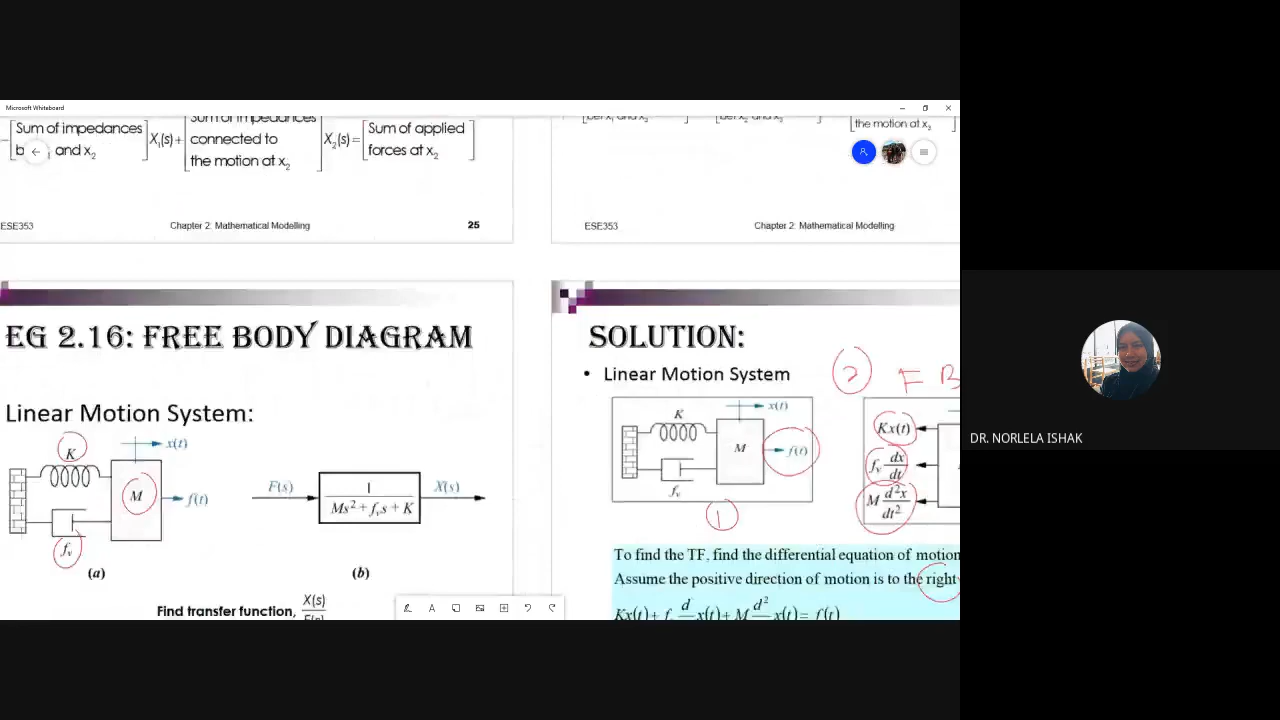 Microsoft Whiteboard
Sum of impedances
and x₂
X₁(s)+
connected to
the motion at x₂
X₂(s)=
Sum of applied
forces at x₂
the motion at x₂
ESE353
Chapter 2: Mathematical Modelling
25
ESE353
Chapter 2: Mathematical Modelling
EG 2.16: FREE BODY DIAGRAM
Linear Motion System:
K
x(t)
M
f(t)
fᵥ
(a)
F(s)
1
Ms² + fᵥs + K
X(s)
(b)
Find transfer function, X(s)
SOLUTION:
• Linear Motion System
2
F B
K
x(t)
M
f(t)
fᵥ
1
Kx(t)
fᵥ dx/dt
M d²x/dt²
To find the TF, find the differential equation of motion
Assume the positive direction of motion is to the right
Kx(t)+ f d x(t)+ M d² x(t)= f(t)
DR. NORLELA ISHAK